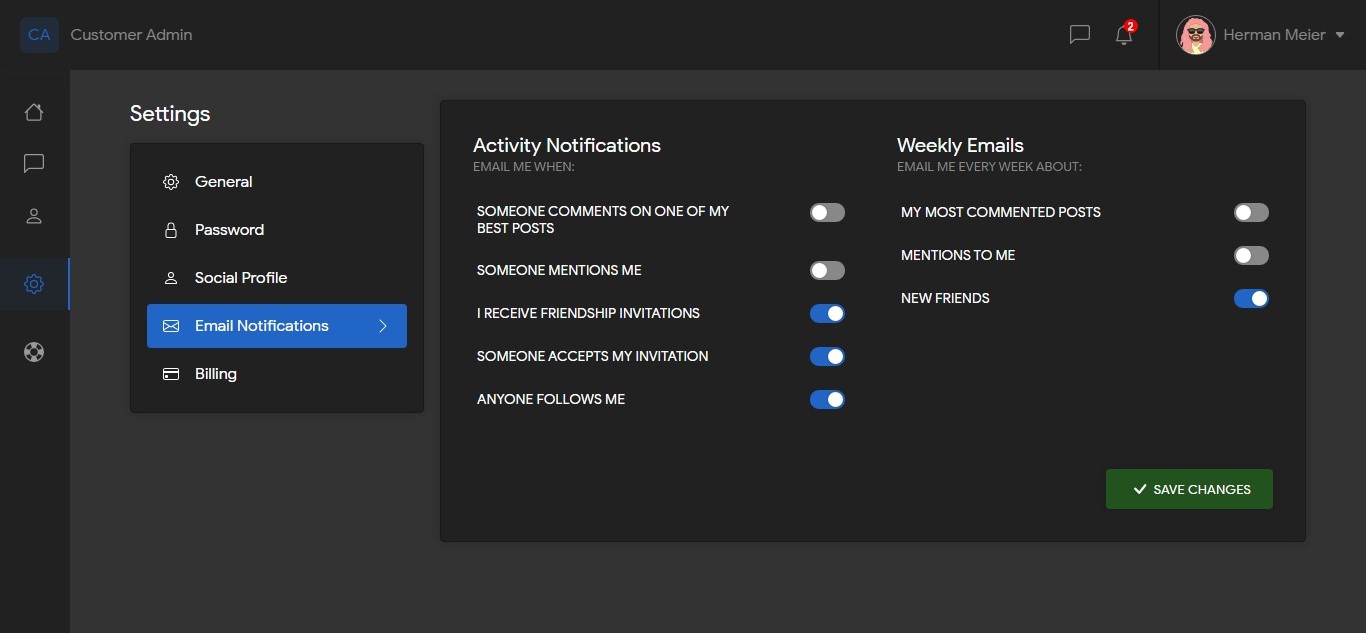 CA Customer Admin
2
Herman Meier
Settings
General
Password
Social Profile
Email Notifications
Billing
Activity Notifications
EMAIL ME WHEN:
SOMEONE COMMENTS ON ONE OF MY
BEST POSTS
SOMEONE MENTIONS ME
I RECEIVE FRIENDSHIP INVITATIONS
SOMEONE ACCEPTS MY INVITATION
ANYONE FOLLOWS ME
Weekly Emails
EMAIL ME EVERY WEEK ABOUT:
MY MOST COMMENTED POSTS
MENTIONS TO ME
NEW FRIENDS
SAVE CHANGES